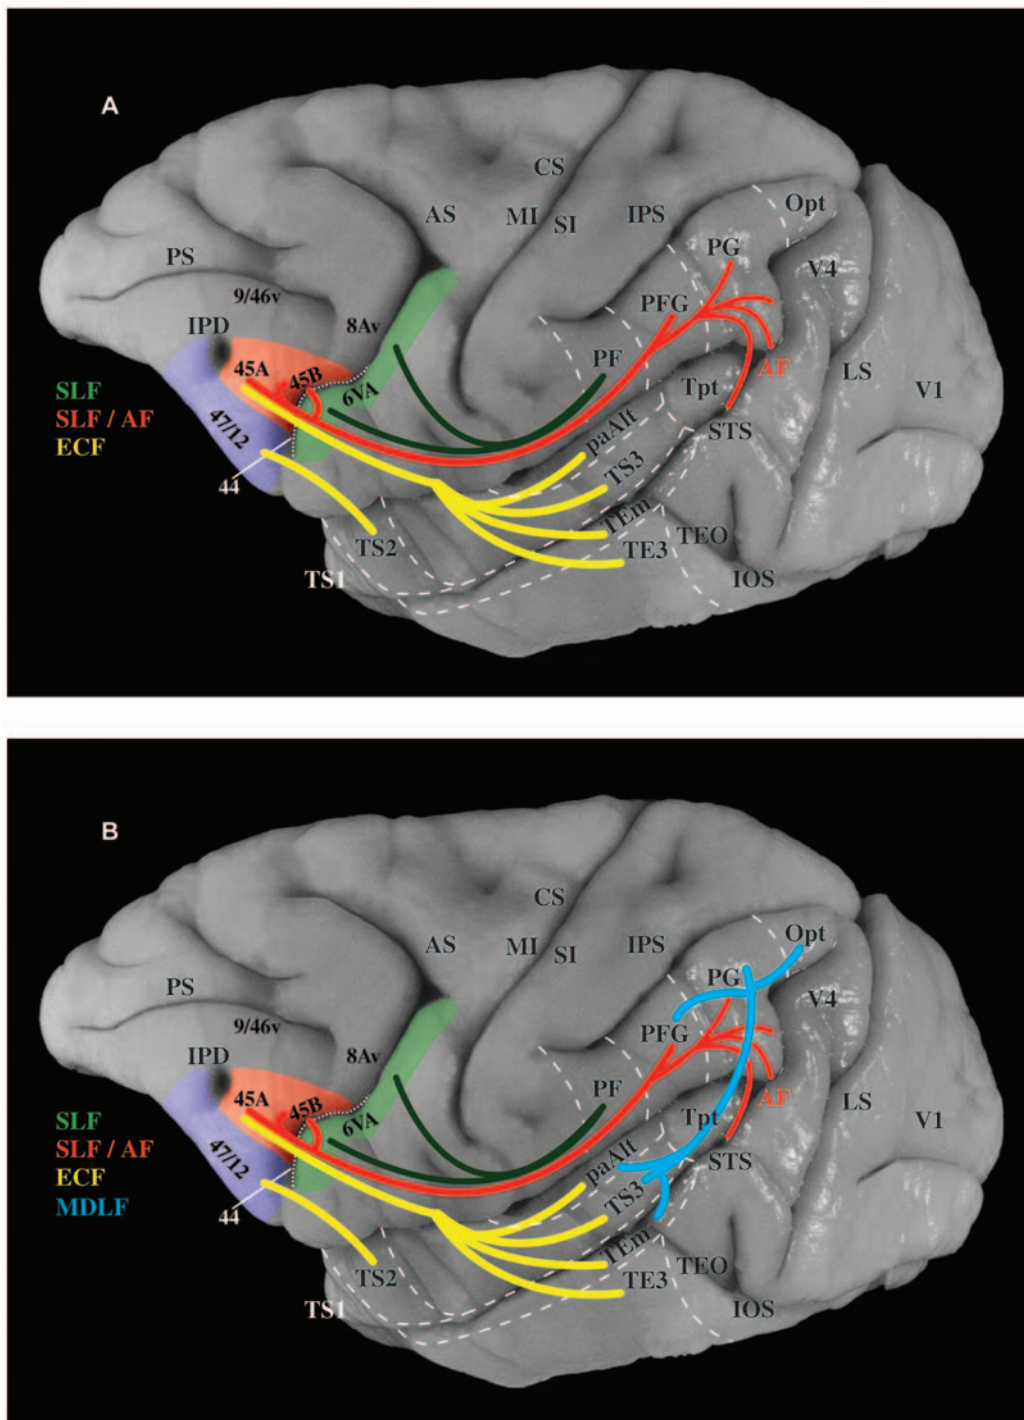 A
CS
AS
MI
SI
IPS
Opt
PS
PG
V4
9/46v
PFG
IPD
8Av
PF
45A
45B
AF
LS
V1
SLF
6VA
Tpt
SLF / AF
47/12
paAlt
STS
ECF
44
TS3
TEm
TEO
TS2
TE3
TS1
IOS
B
CS
AS
MI
SI
IPS
Opt
PS
PG
V4
9/46v
PFG
IPD
8Av
PF
45A
45B
AF
LS
V1
SLF
6VA
Tpt
SLF / AF
47/12
paAlt
STS
ECF
TS3
MDLF
44
TEm
TEO
TS2
TE3
TS1
IOS